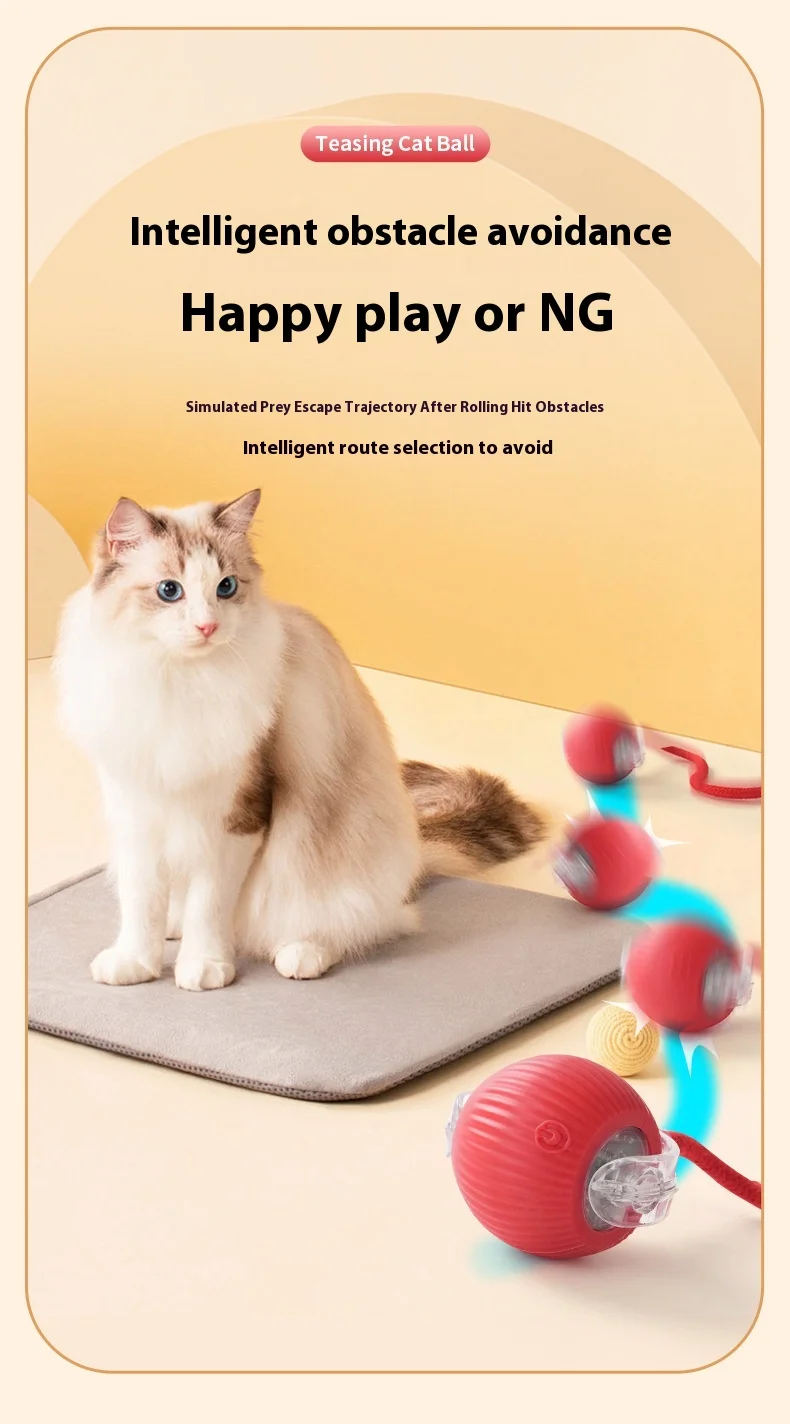 Teasing Cat Ball
Intelligent obstacle avoidance
Happy play or NG
Simulated Prey Escape Trajectory After Rolling Hit Obstacles
Intelligent route selection to avoid